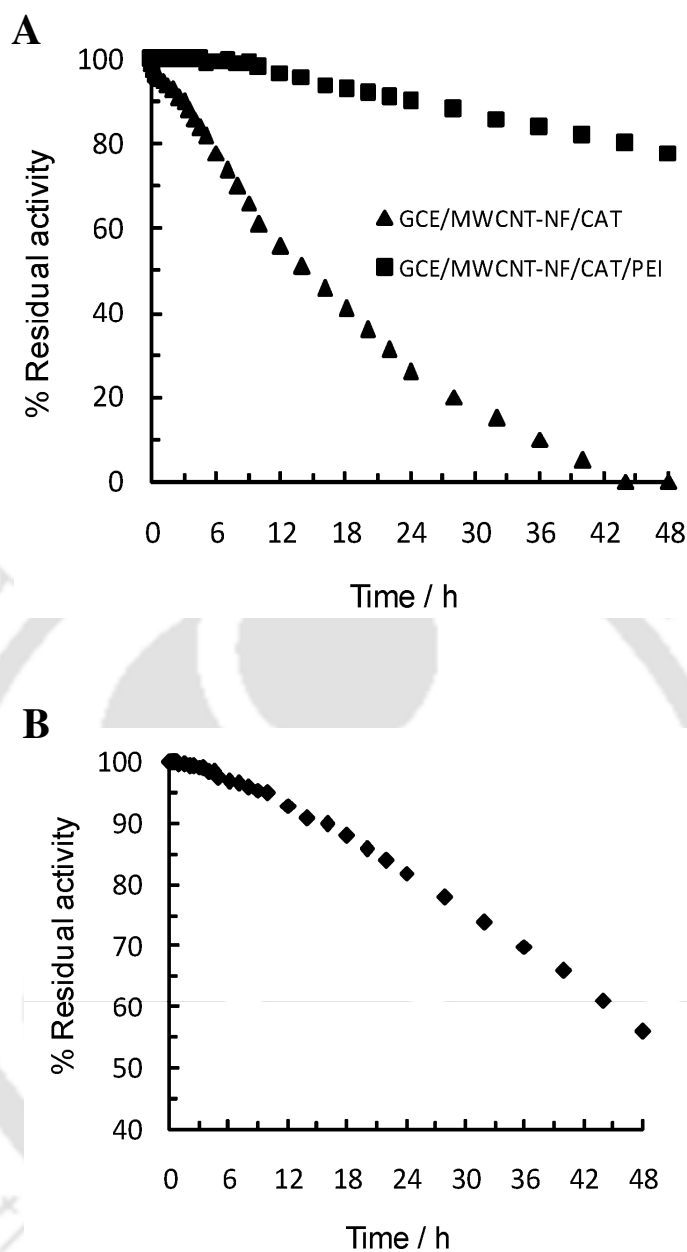 A
100
80
60
40
20
0
% Residual activity
GCE/MWCNT-NF/CAT
GCE/MWCNT-NF/CAT/PEI
0 6 12 18 24 30 36 42 48
Time / h
B
100
90
80
70
60
50
40
% Residual activity
0 6 12 18 24 30 36 42 48
Time / h